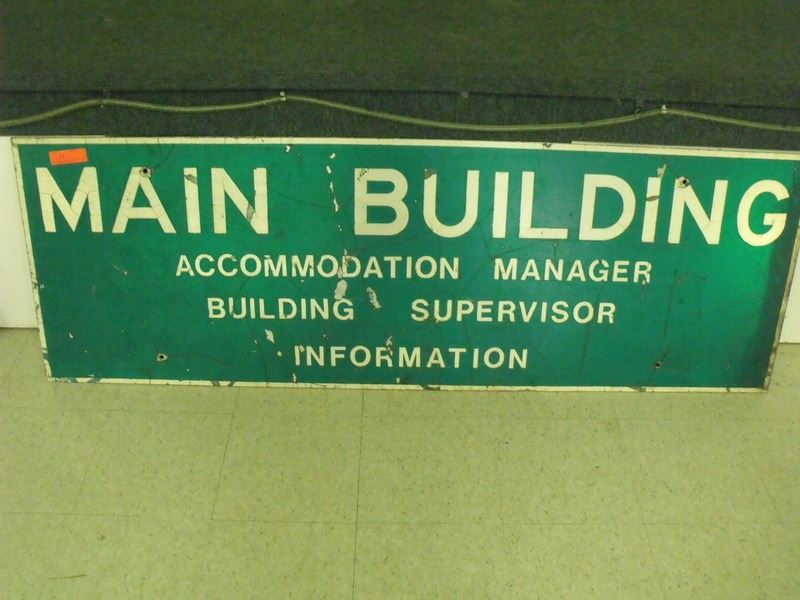 MAIN BUILDING
ACCOMMODATION MANAGER
BUILDING SUPERVISOR
INFORMATION